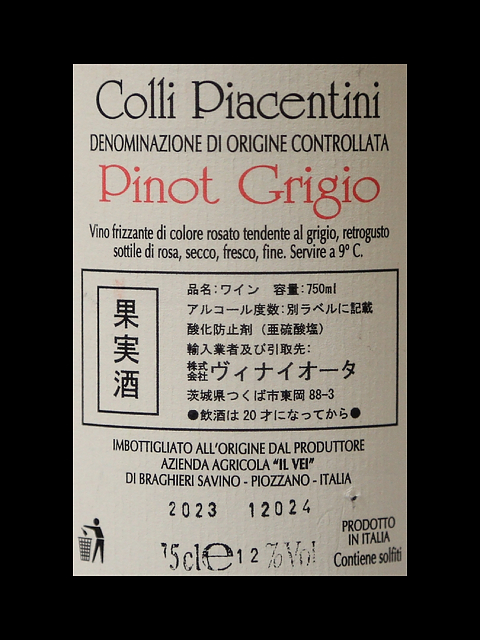 Colli Piacentini
DENOMINAZIONE DI ORIGINE CONTROLLATA
Pinot Grigio
Vino frizzante di colore rosato tendente al grigio, retrogusto
sottile di rosa, secco, fresco, fine. Servire a 9° C.
果実酒
品名:ワイン 容量:750ml
アルコール度数:別ラベルに記載
酸化防止剤(亜硫酸塩)
輸入業者及び引取先:
株式会社ヴィナイオータ
茨城県つくば市東岡 88-3
●飲酒は20才になってから●
IMBOTTIGLIATO ALL'ORIGINE DAL PRODUTTORE
AZIENDA AGRICOLA "IL VEI"
DI BRAGHIERI SAVINO - PIOZZANO - ITALIA
2023 12024
75cl e 12 %Vol
PRODOTTO
IN ITALIA
Contiene solfiti